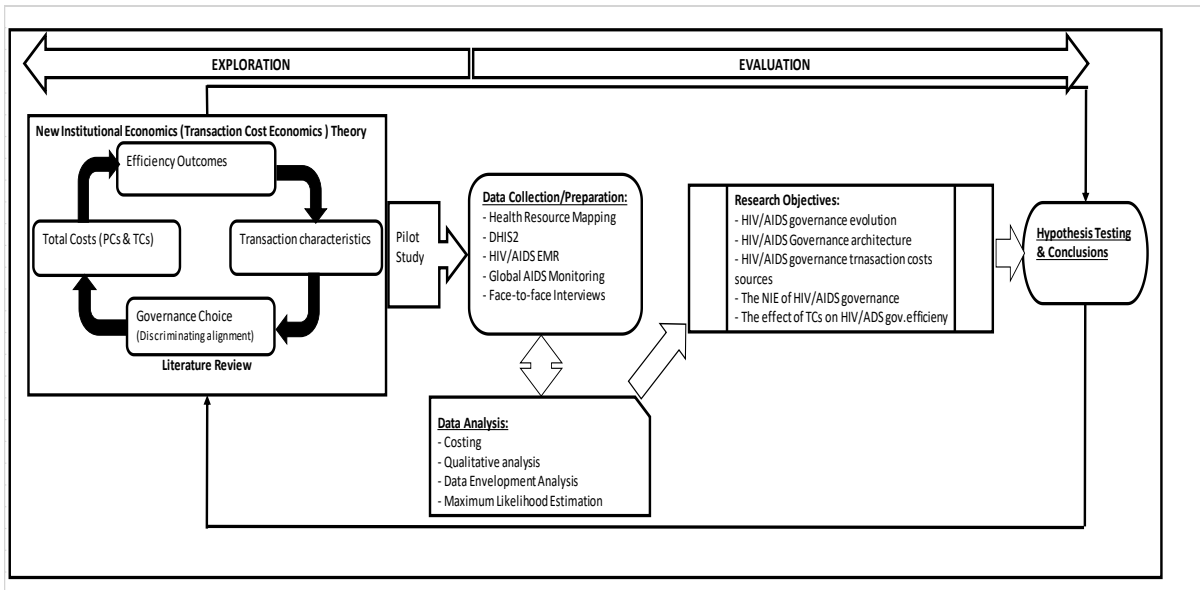 EXPLORATION
EVALUATION
New Institutional Economics (Transaction Cost Economics ) Theory
Efficiency Outcomes
Total Costs (PCs & TCs)
Transaction characteristics
Governance Choice
(Discriminating alignment)
Literature Review
Pilot
Study
Data Collection/Preparation:
- Health Resource Mapping
- DHIS2
- HIV/AIDS EMR
- Global AIDS Monitoring
- Face-to-face Interviews
Data Analysis:
- Costing
- Qualitative analysis
- Data Envelopment Analysis
- Maximum Likelihood Estimation
Research Objectives:
- HIV/AIDS governance evolution
- HIV/AIDS Governance architecture
- HIV/AIDS governance trnasaction costs
sources
- The NIE of HIV/AIDS governance
- The effect of TCs on HIV/ADS gov.efficieny
Hypothesis Testing
& Conclusions